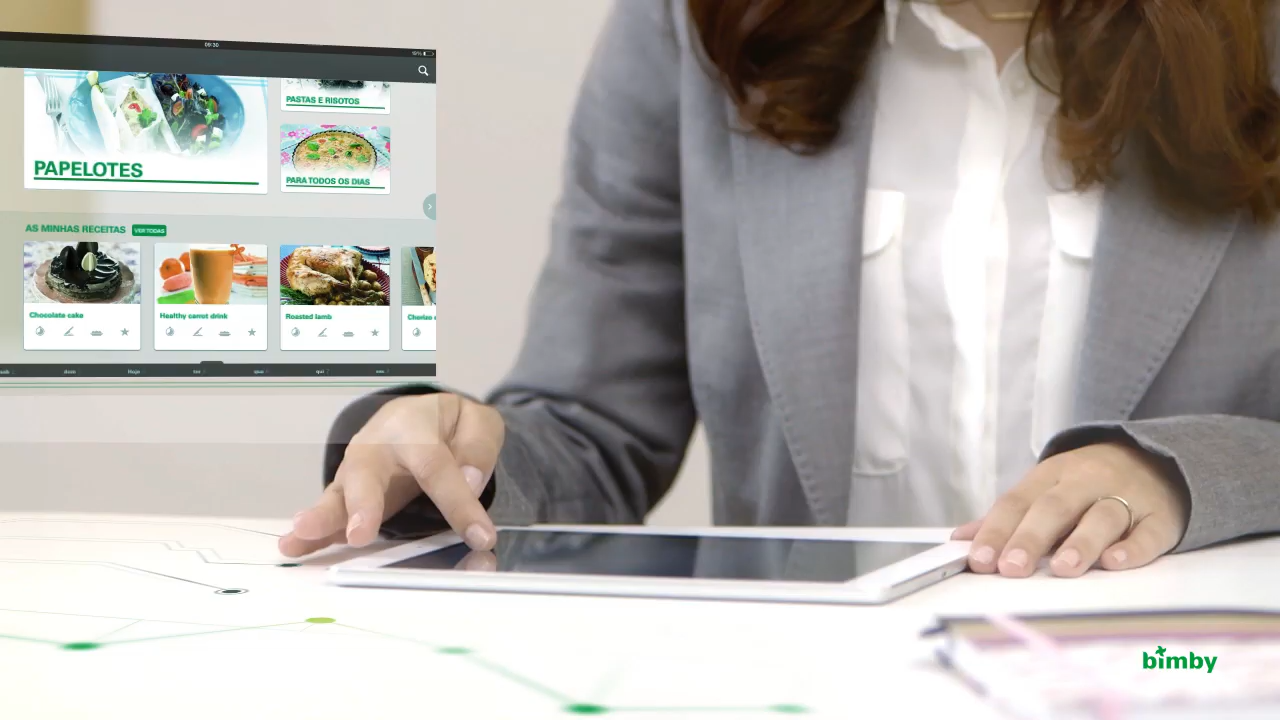 09:30
PASTAS E RISOTOS
PAPELOTES
PARA TODOS OS DIAS
AS MINHAS RECEITAS
VER TODAS
Chocolate cake
Healthy carrot drink
Roasted lamb
Chorizo
bimby